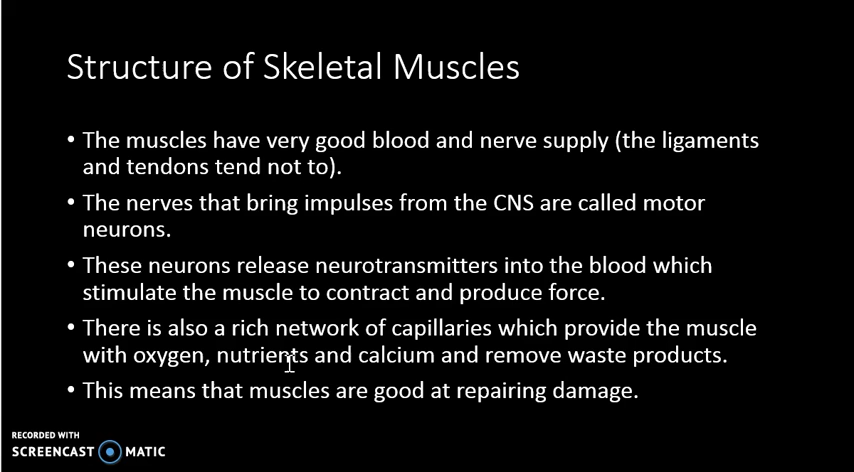 Structure of Skeletal Muscles
• The muscles have very good blood and nerve supply (the ligaments
and tendons tend not to).
• The nerves that bring impulses from the CNS are called motor
neurons.
• These neurons release neurotransmitters into the blood which
stimulate the muscle to contract and produce force.
• There is also a rich network of capillaries which provide the muscle
with oxygen, nutrients and calcium and remove waste products.
• This means that muscles are good at repairing damage.
RECORDED WITH
SCREENCAST MATIC